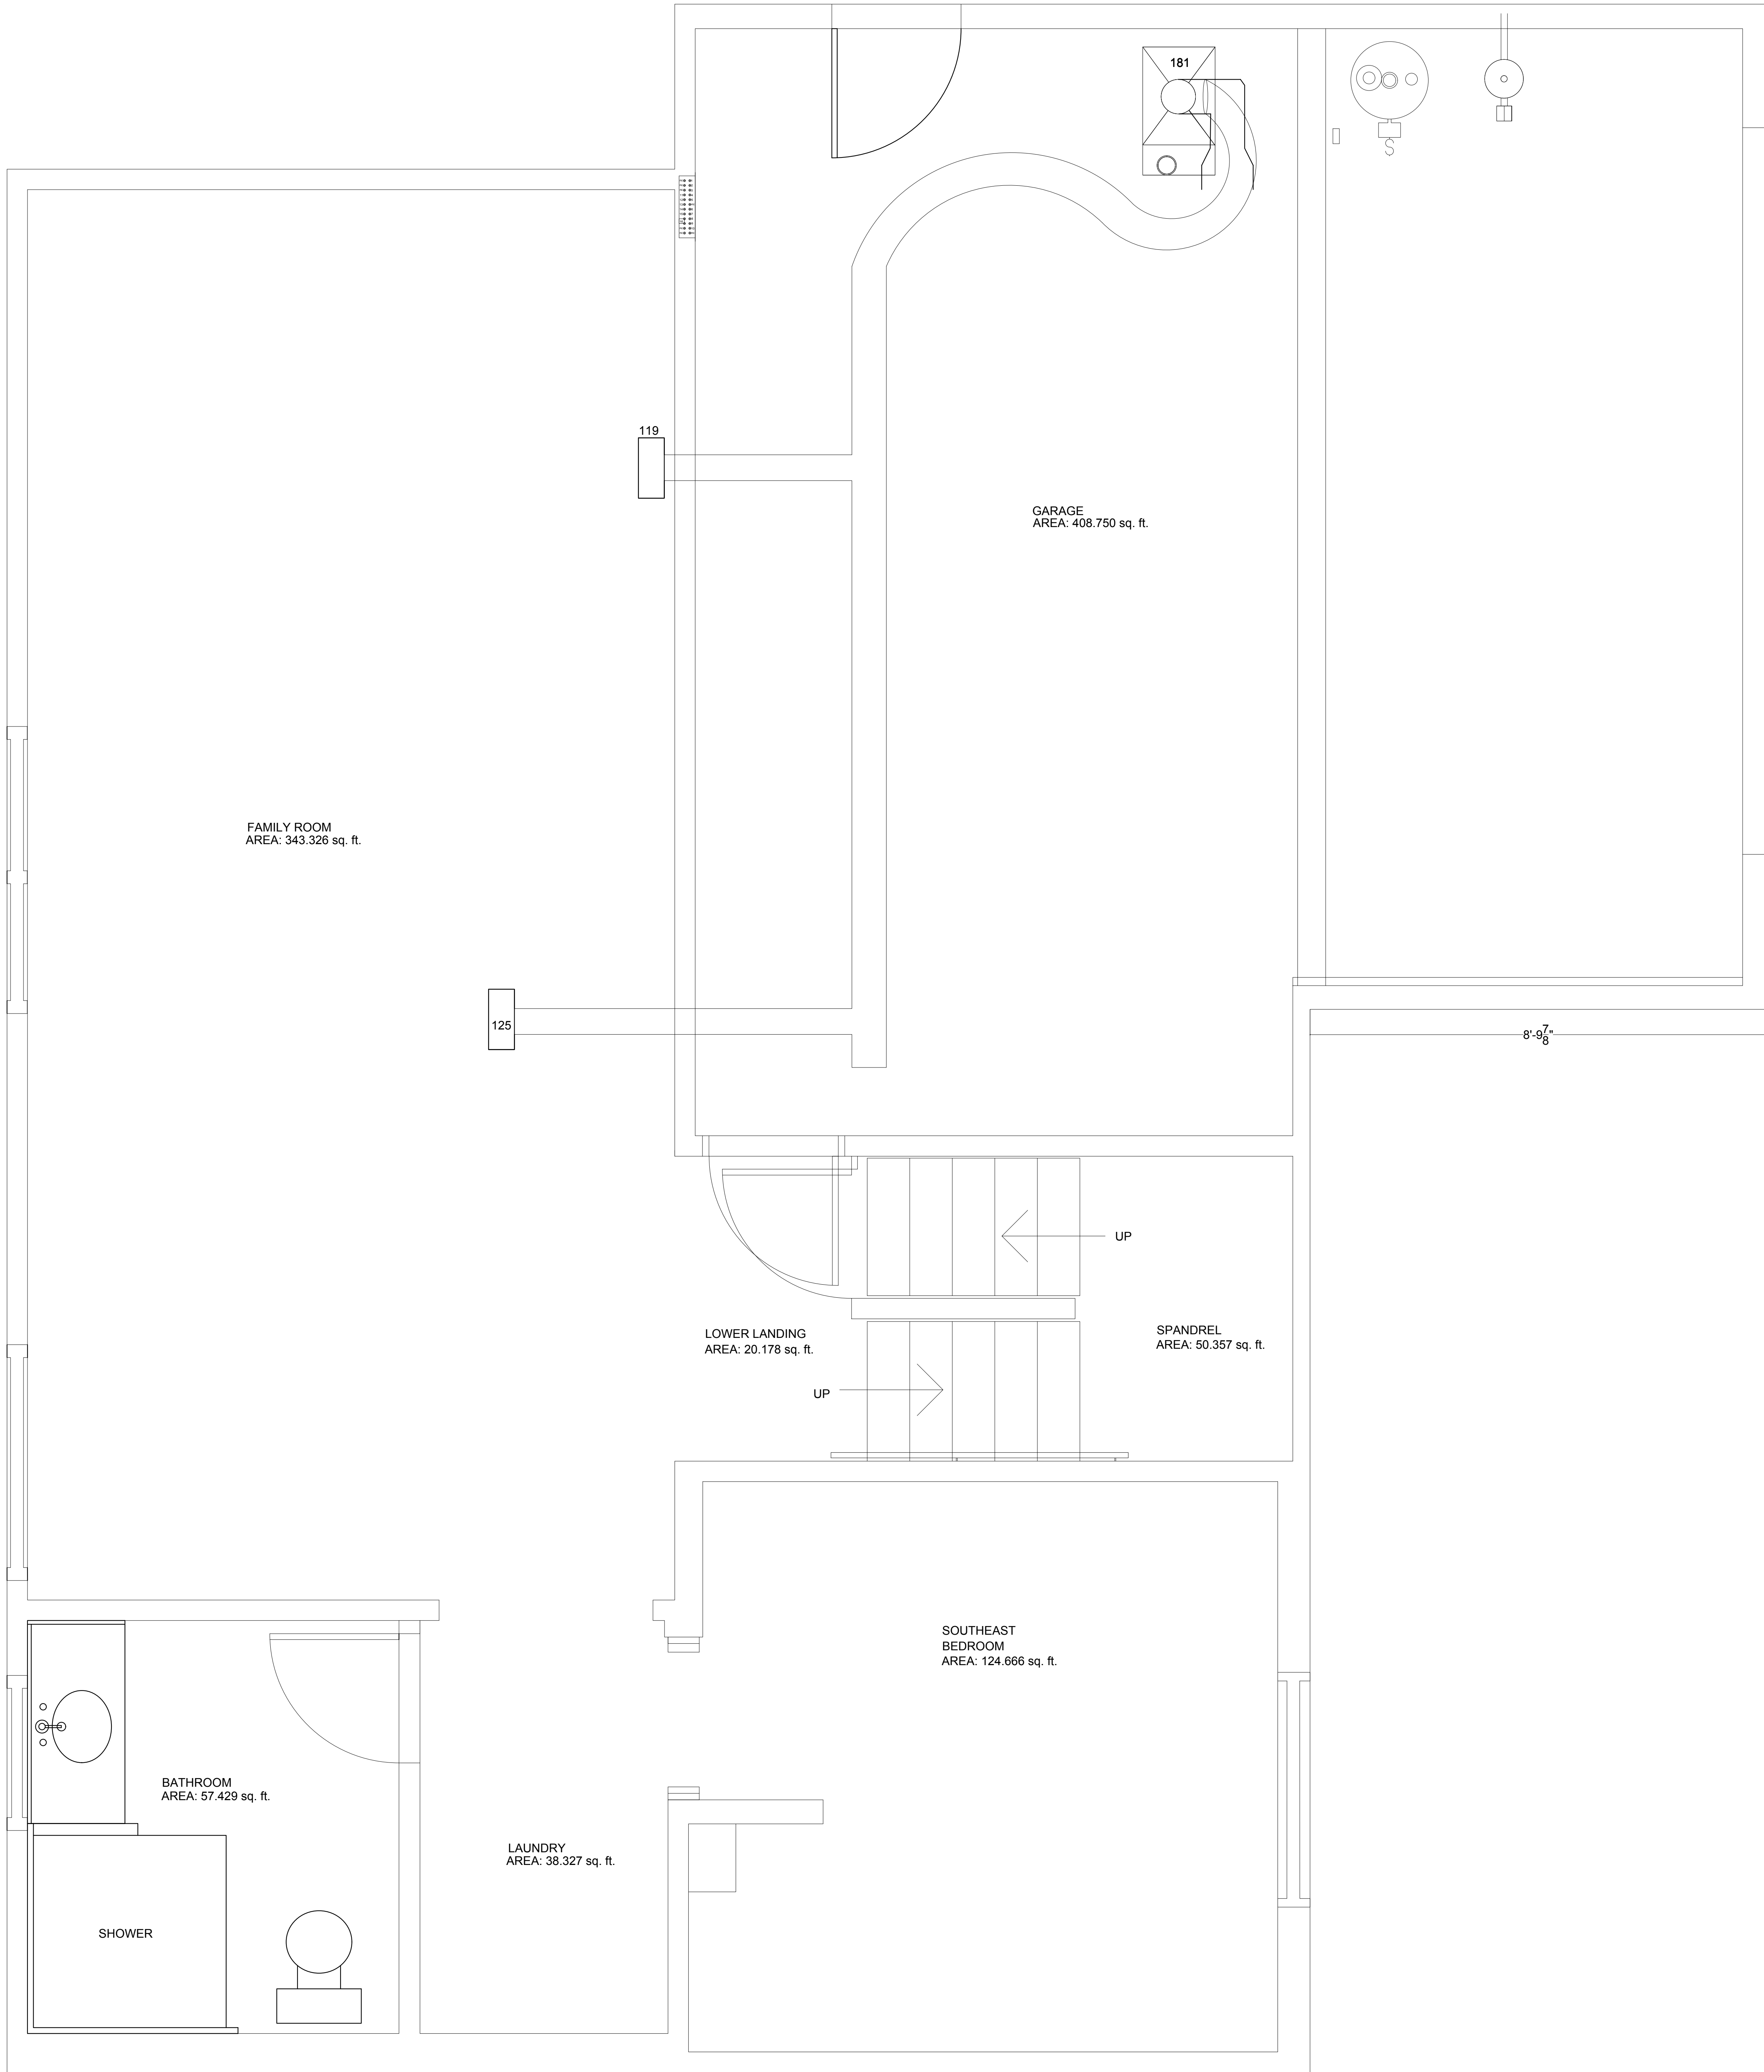 181
119
GARAGE
AREA: 408.750 sq. ft.
FAMILY ROOM
AREA: 343.326 sq. ft.
125
8'-9 7/8"
UP
LOWER LANDING
AREA: 20.178 sq. ft.
SPANDREL
AREA: 50.357 sq. ft.
UP
SOUTHEAST
BEDROOM
AREA: 124.666 sq. ft.
BATHROOM
AREA: 57.429 sq. ft.
LAUNDRY
AREA: 38.327 sq. ft.
SHOWER